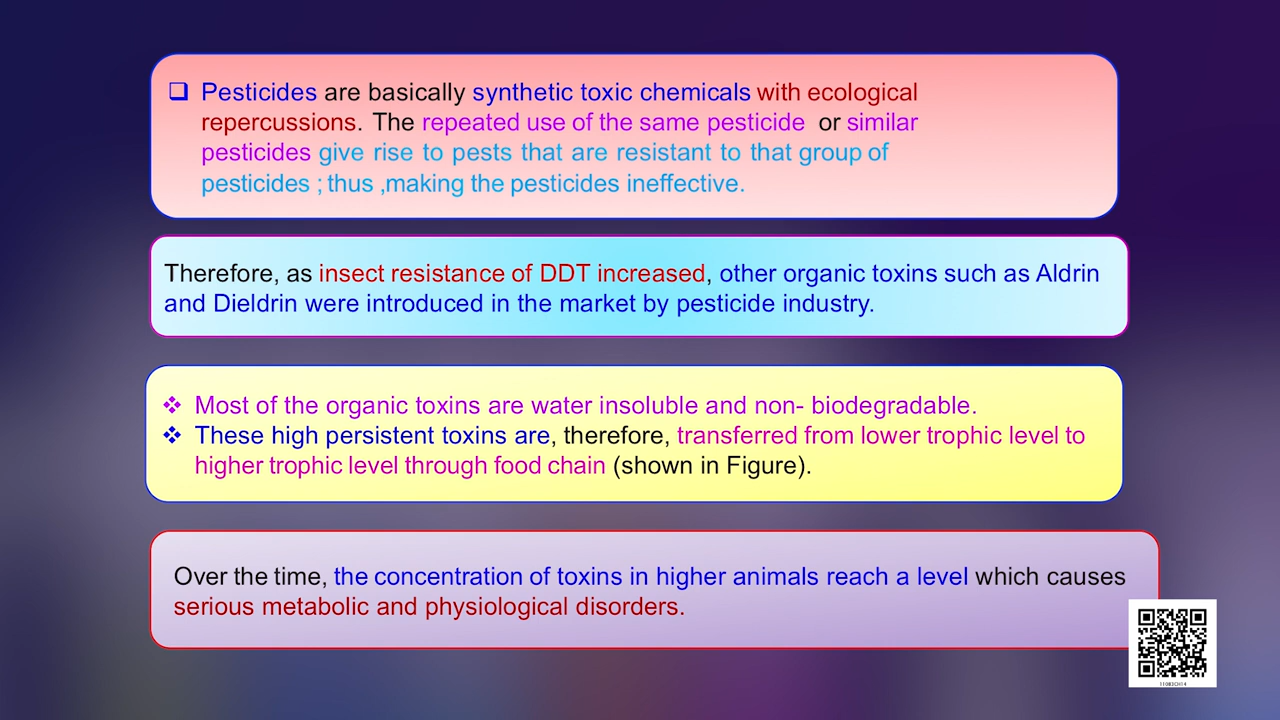 Pesticides are basically synthetic toxic chemicals with ecological
repercussions. The repeated use of the same pesticide or similar
pesticides give rise to pests that are resistant to that group of
pesticides ; thus ,making the pesticides ineffective.
Therefore, as insect resistance of DDT increased, other organic toxins such as Aldrin
and Dieldrin were introduced in the market by pesticide industry.
Most of the organic toxins are water insoluble and non- biodegradable.
These high persistent toxins are, therefore, transferred from lower trophic level to
higher trophic level through food chain (shown in Figure).
Over the time, the concentration of toxins in higher animals reach a level which causes
serious metabolic and physiological disorders.